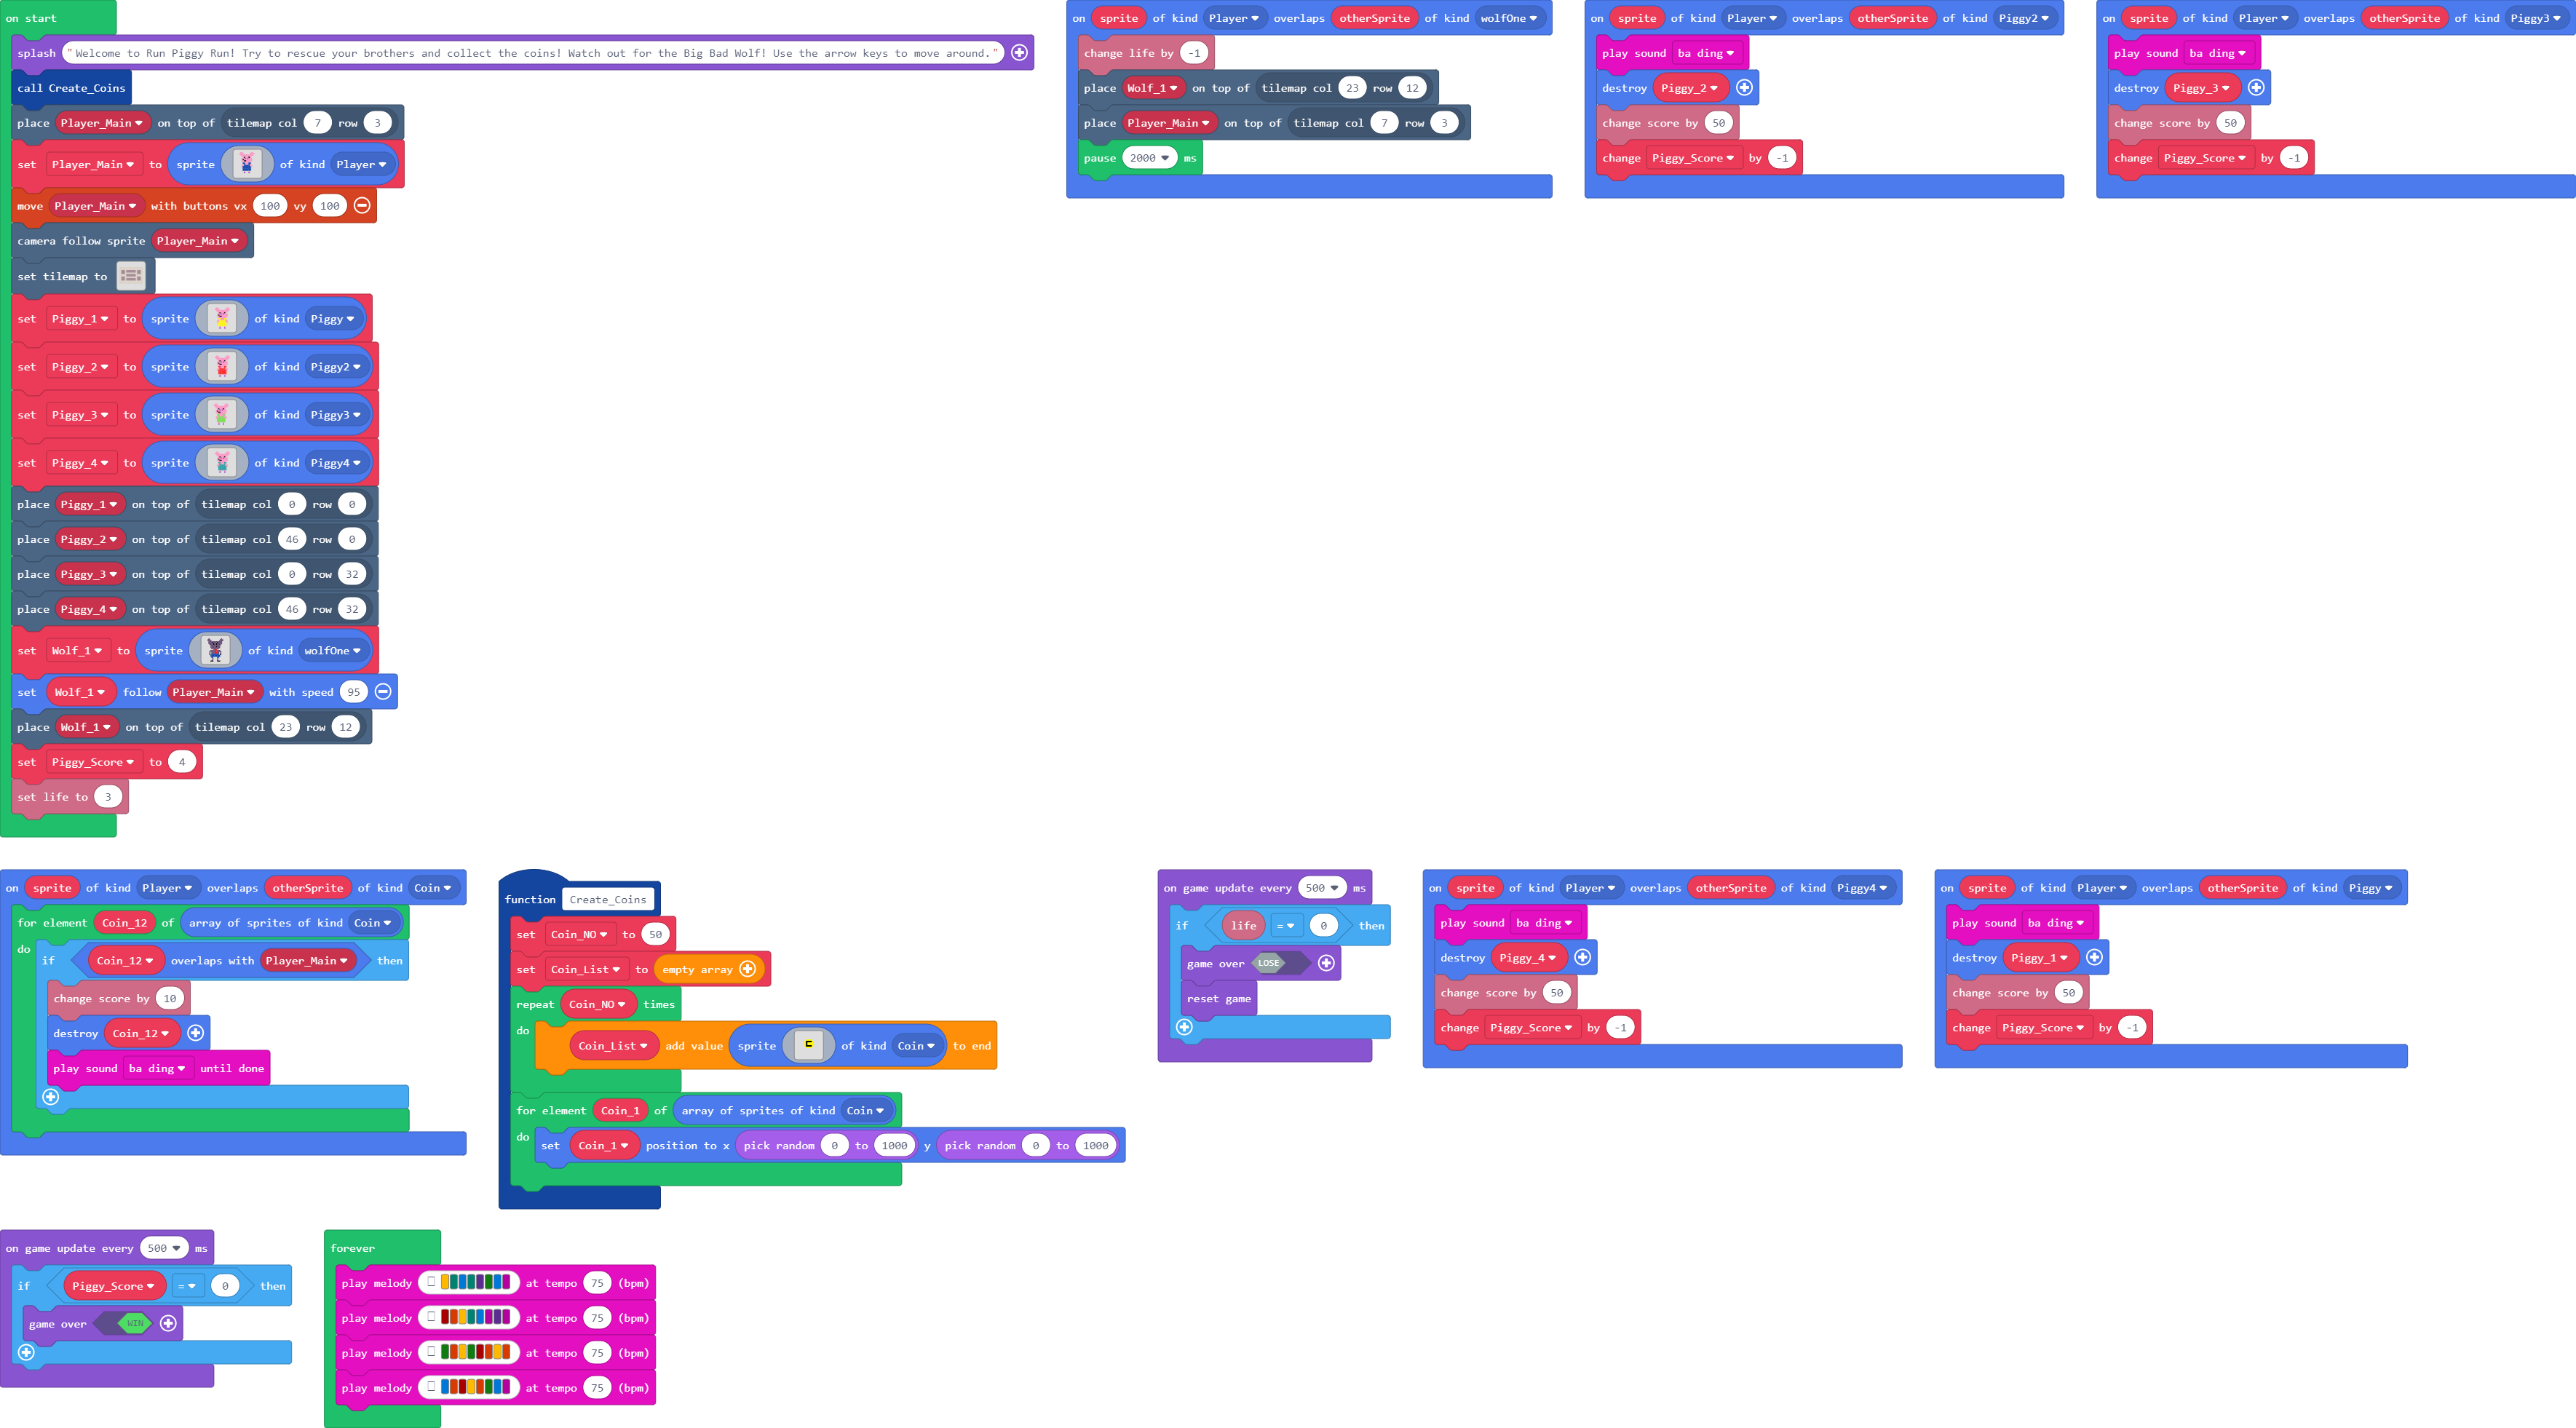 on start
splash "Welcome to Run Piggy Run! Try to rescue your brothers and collect the coins! Watch out for the Big Bad Wolf! Use the arrow keys to move around."
call Create_Coins
place Player_Main on top of tilemap col 7 row 3
set Player_Main to sprite of kind Player
move Player_Main with buttons vx 100 vy 100
camera follow sprite Player_Main
set tilemap to
set Piggy_1 to sprite of kind Piggy
set Piggy_2 to sprite of kind Piggy2
set Piggy_3 to sprite of kind Piggy3
set Piggy_4 to sprite of kind Piggy4
place Piggy_1 on top of tilemap col 0 row 0
place Piggy_2 on top of tilemap col 46 row 0
place Piggy_3 on top of tilemap col 0 row 32
place Piggy_4 on top of tilemap col 46 row 32
set Wolf_1 to sprite of kind wolfOne
set Wolf_1 follow Player_Main with speed 95
place Wolf_1 on top of tilemap col 23 row 12
set Piggy_Score to 4
set life to 3
on sprite of kind Player overlaps otherSprite of kind wolfOne
change life by -1
place Wolf_1 on top of tilemap col 23 row 12
place Player_Main on top of tilemap col 7 row 3
pause 2000 ms
on sprite of kind Player overlaps otherSprite of kind Piggy2
play sound ba ding
destroy Piggy_2
change score by 50
change Piggy_Score by -1
on sprite of kind Player overlaps otherSprite of kind Piggy3
play sound ba ding
destroy Piggy_3
change score by 50
change Piggy_Score by -1
on sprite of kind Player overlaps otherSprite of kind Coin
for element Coin_12 of array of sprites of kind Coin
do
if Coin_12 overlaps with Player_Main then
change score by 10
destroy Coin_12
play sound ba ding until done
function Create_Coins
set Coin_NO to 50
set Coin_List to empty array
repeat Coin_NO times
do
Coin_List add value sprite of kind Coin to end
for element Coin_1 of array of sprites of kind Coin
do
set Coin_1 position to x pick random 0 to 1000 y pick random 0 to 1000
on game update every 500 ms
if life = 0 then
game over LOSE
reset game
on sprite of kind Player overlaps otherSprite of kind Piggy4
play sound ba ding
destroy Piggy_4
change score by 50
change Piggy_Score by -1
on sprite of kind Player overlaps otherSprite of kind Piggy
play sound ba ding
destroy Piggy_1
change score by 50
change Piggy_Score by -1
on game update every 500 ms
if Piggy_Score = 0 then
game over WIN
forever
play melody at tempo 75 (bpm)
play melody at tempo 75 (bpm)
play melody at tempo 75 (bpm)
play melody at tempo 75 (bpm)